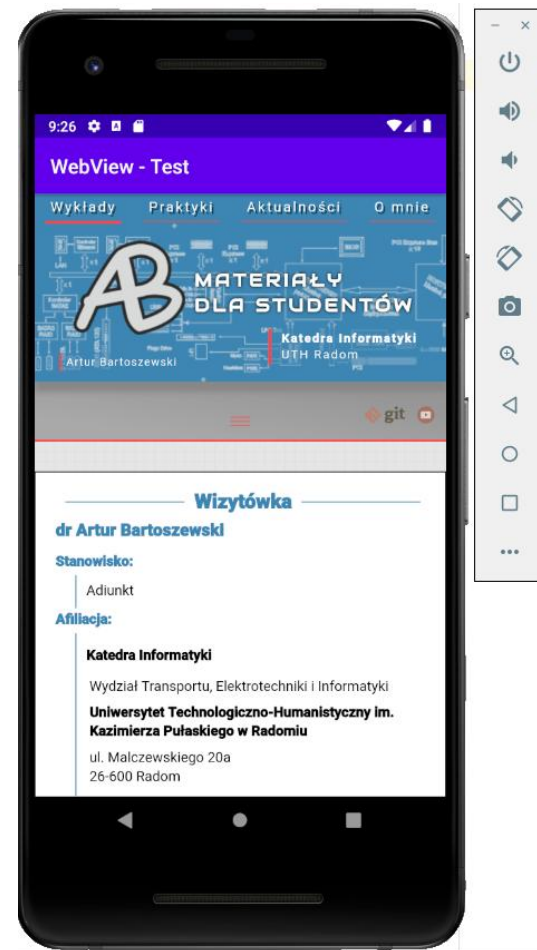 9:26
WebView - Test
Wykłady Praktyki Aktualności O mnie
AB
MATERIAŁY
DLA STUDENTÓW
Katedra Informatyki
UTH Radom
Artur Bartoszewski
git
Wizytówka
dr Artur Bartoszewski
Stanowisko:
Adiunkt
Afiliacja:
Katedra Informatyki
Wydział Transportu, Elektrotechniki i Informatyki
Uniwersytet Technologiczno-Humanistyczny im.
Kazimierza Pułaskiego w Radomiu
ul. Malczewskiego 20a
26-600 Radom